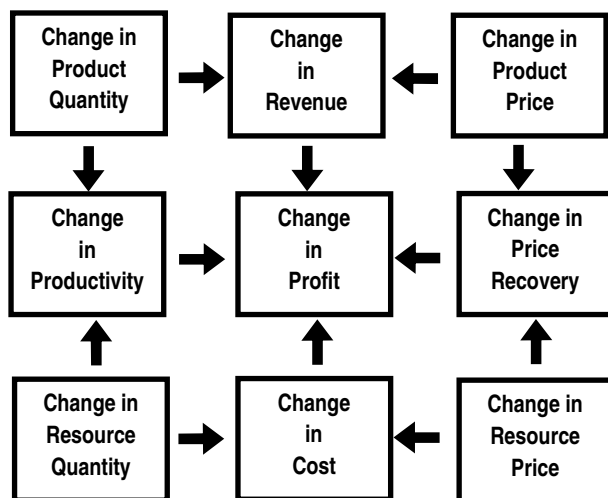 Change in
Product
Quantity
Change
in
Revenue
Change in
Product
Price
Change
in
Productivity
Change
in
Profit
Change in
Price
Recovery
Change in
Resource
Quantity
Change
in
Cost
Change in
Resource
Price